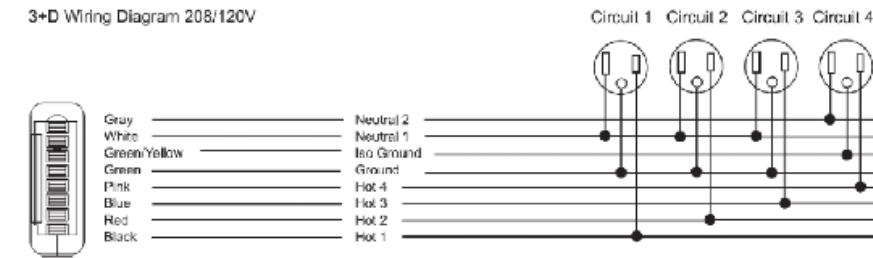 3+D Wiring Diagram 208/120V
Circuit 1 Circuit 2 Circuit 3 Circuit 4
Gray Neutral 2
White Neutral 1
Green/Yellow Iso Ground
Green Ground
Pink Hot 4
Blue Hot 3
Red Hot 2
Black Hot 1